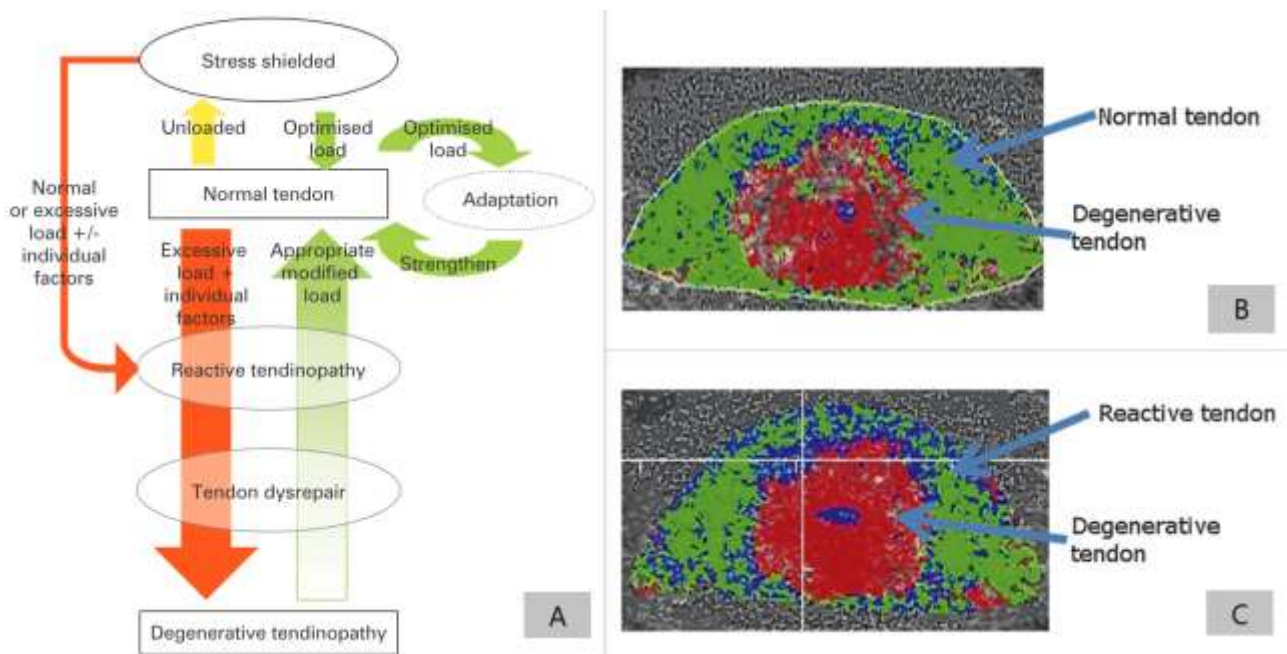 Stress shielded
Unloaded
Optimised
load
Optimised
load
Normal
or excessive
load +/-
individual
factors
Normal tendon
Adaptation
Excessive
load +
individual
factors
Appropriate
modified
load
Strengthen
Reactive tendinopathy
Tendon dysrepair
Degenerative tendinopathy
A
Normal tendon
Degenerative
tendon
B
Reactive tendon
Degenerative
tendon
C